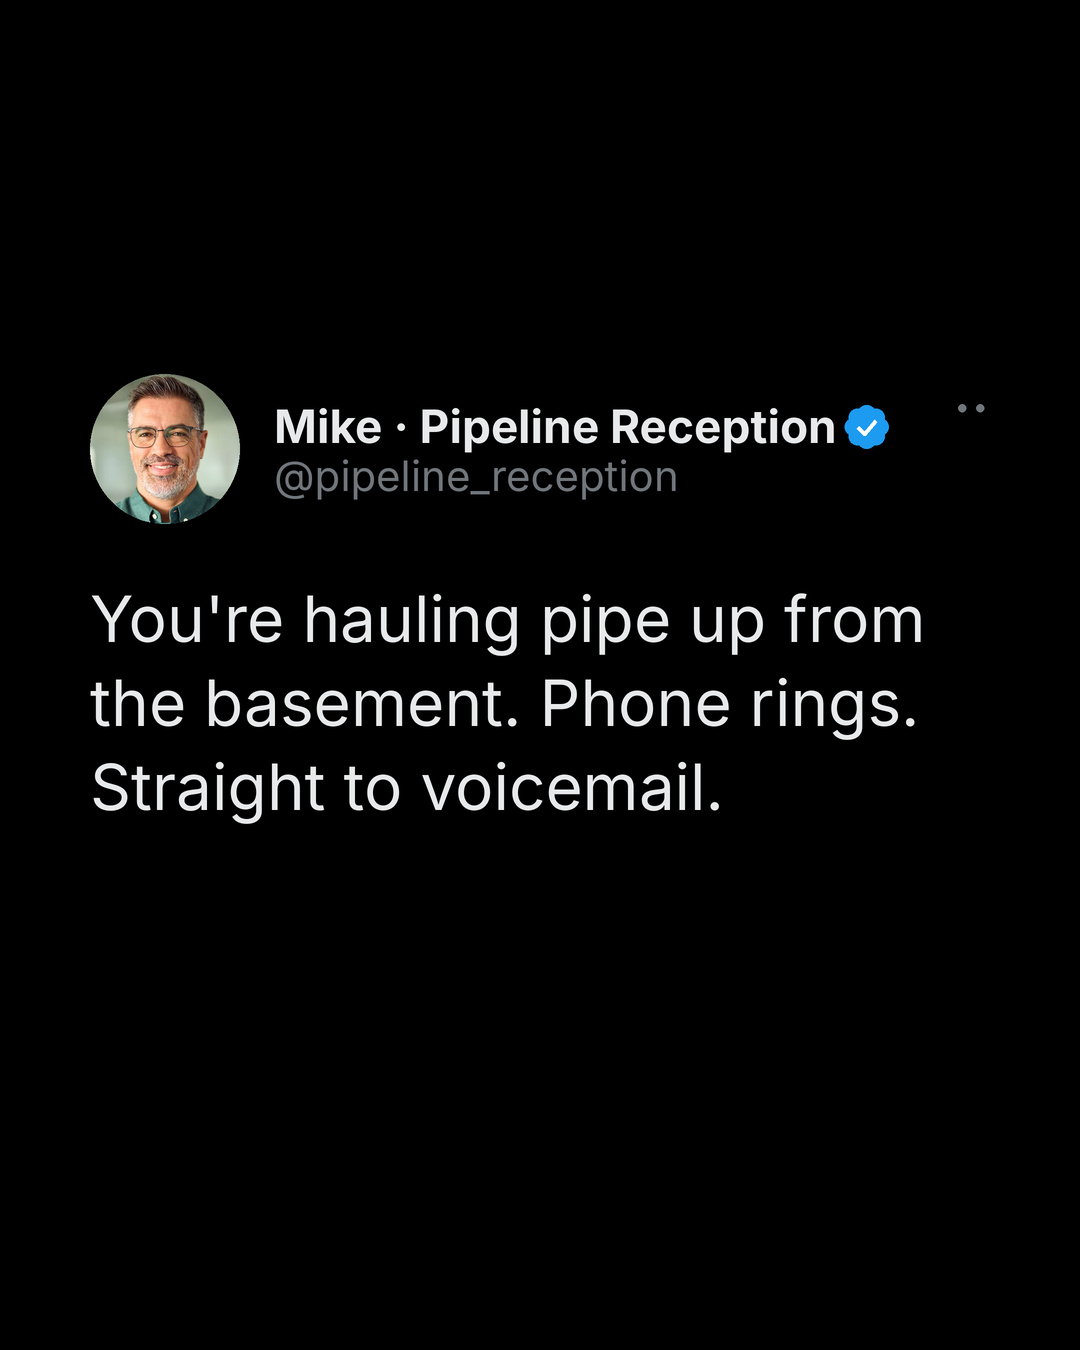 Mike · Pipeline Reception
@pipeline_reception
You're hauling pipe up from
the basement. Phone rings.
Straight to voicemail.